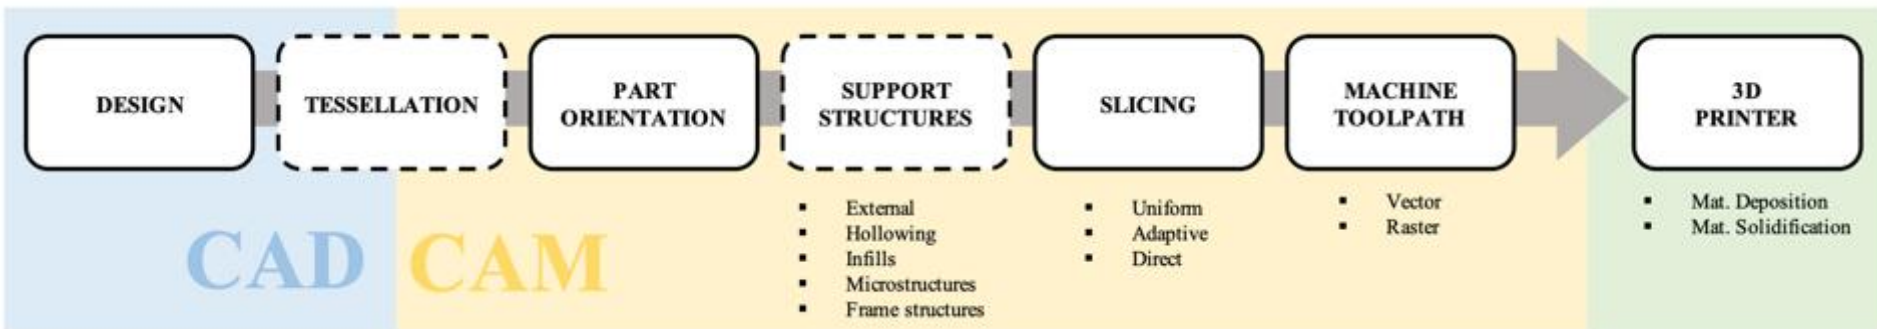 DESIGN
TESSELLATION
PART
ORIENTATION
SUPPORT
STRUCTURES
SLICING
MACHINE
TOOLPATH
3D
PRINTER
▪ External
▪ Hollowing
▪ Infills
▪ Microstructures
▪ Frame structures
▪ Uniform
▪ Adaptive
▪ Direct
▪ Vector
▪ Raster
▪ Mat. Deposition
▪ Mat. Solidification
CAD
CAM